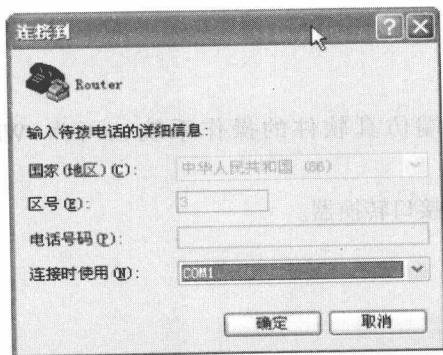 连接到
Router
输入待拨电话的详细信息:
国家(地区)(C): 中华人民共和国 (86)
区号(E): 3
电话号码(P):
连接时使用(N): COM1
确定 取消